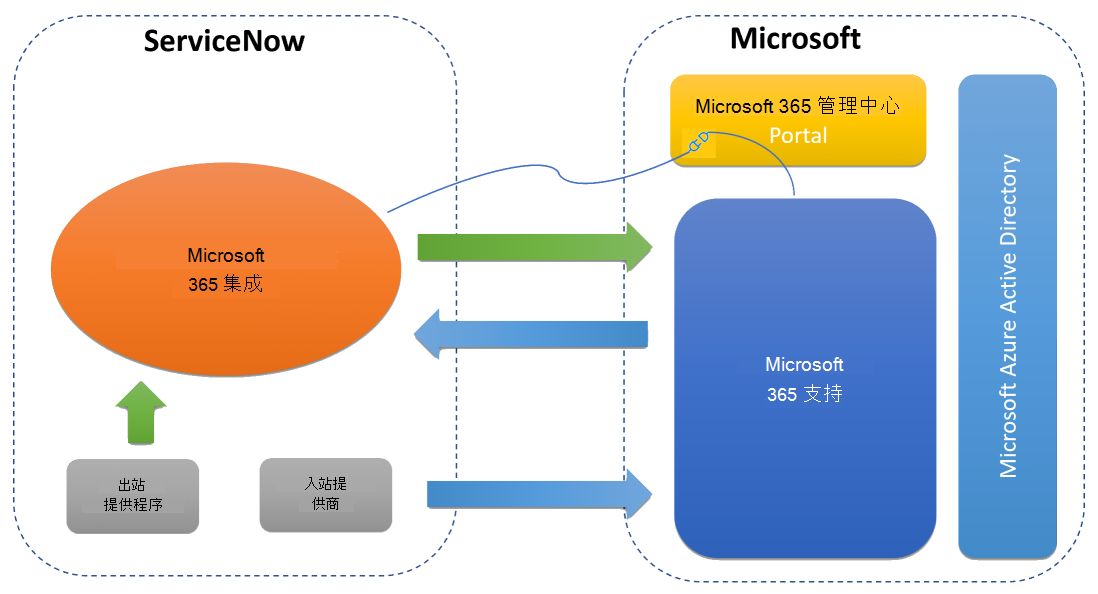 ServiceNow
Microsoft
365 集成
出站
提供程序
入站提
供商
Microsoft
Microsoft 365 管理中心
Portal
Microsoft
365 支持
Microsoft Azure Active Directory